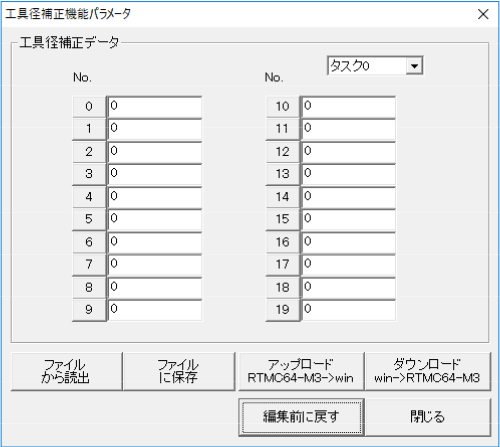 工具径補正機能パラメータ
工具径補正データ
タスク0
No. No.
0 0 10 0
1 0 11 0
2 0 12 0
3 0 13 0
4 0 14 0
5 0 15 0
6 0 16 0
7 0 17 0
8 0 18 0
9 0 19 0
ファイル
から読出
ファイル
に保存
アップロード
RTMC64-M3->win
ダウンロード
win->RTMC64-M3
編集前に戻す
閉じる